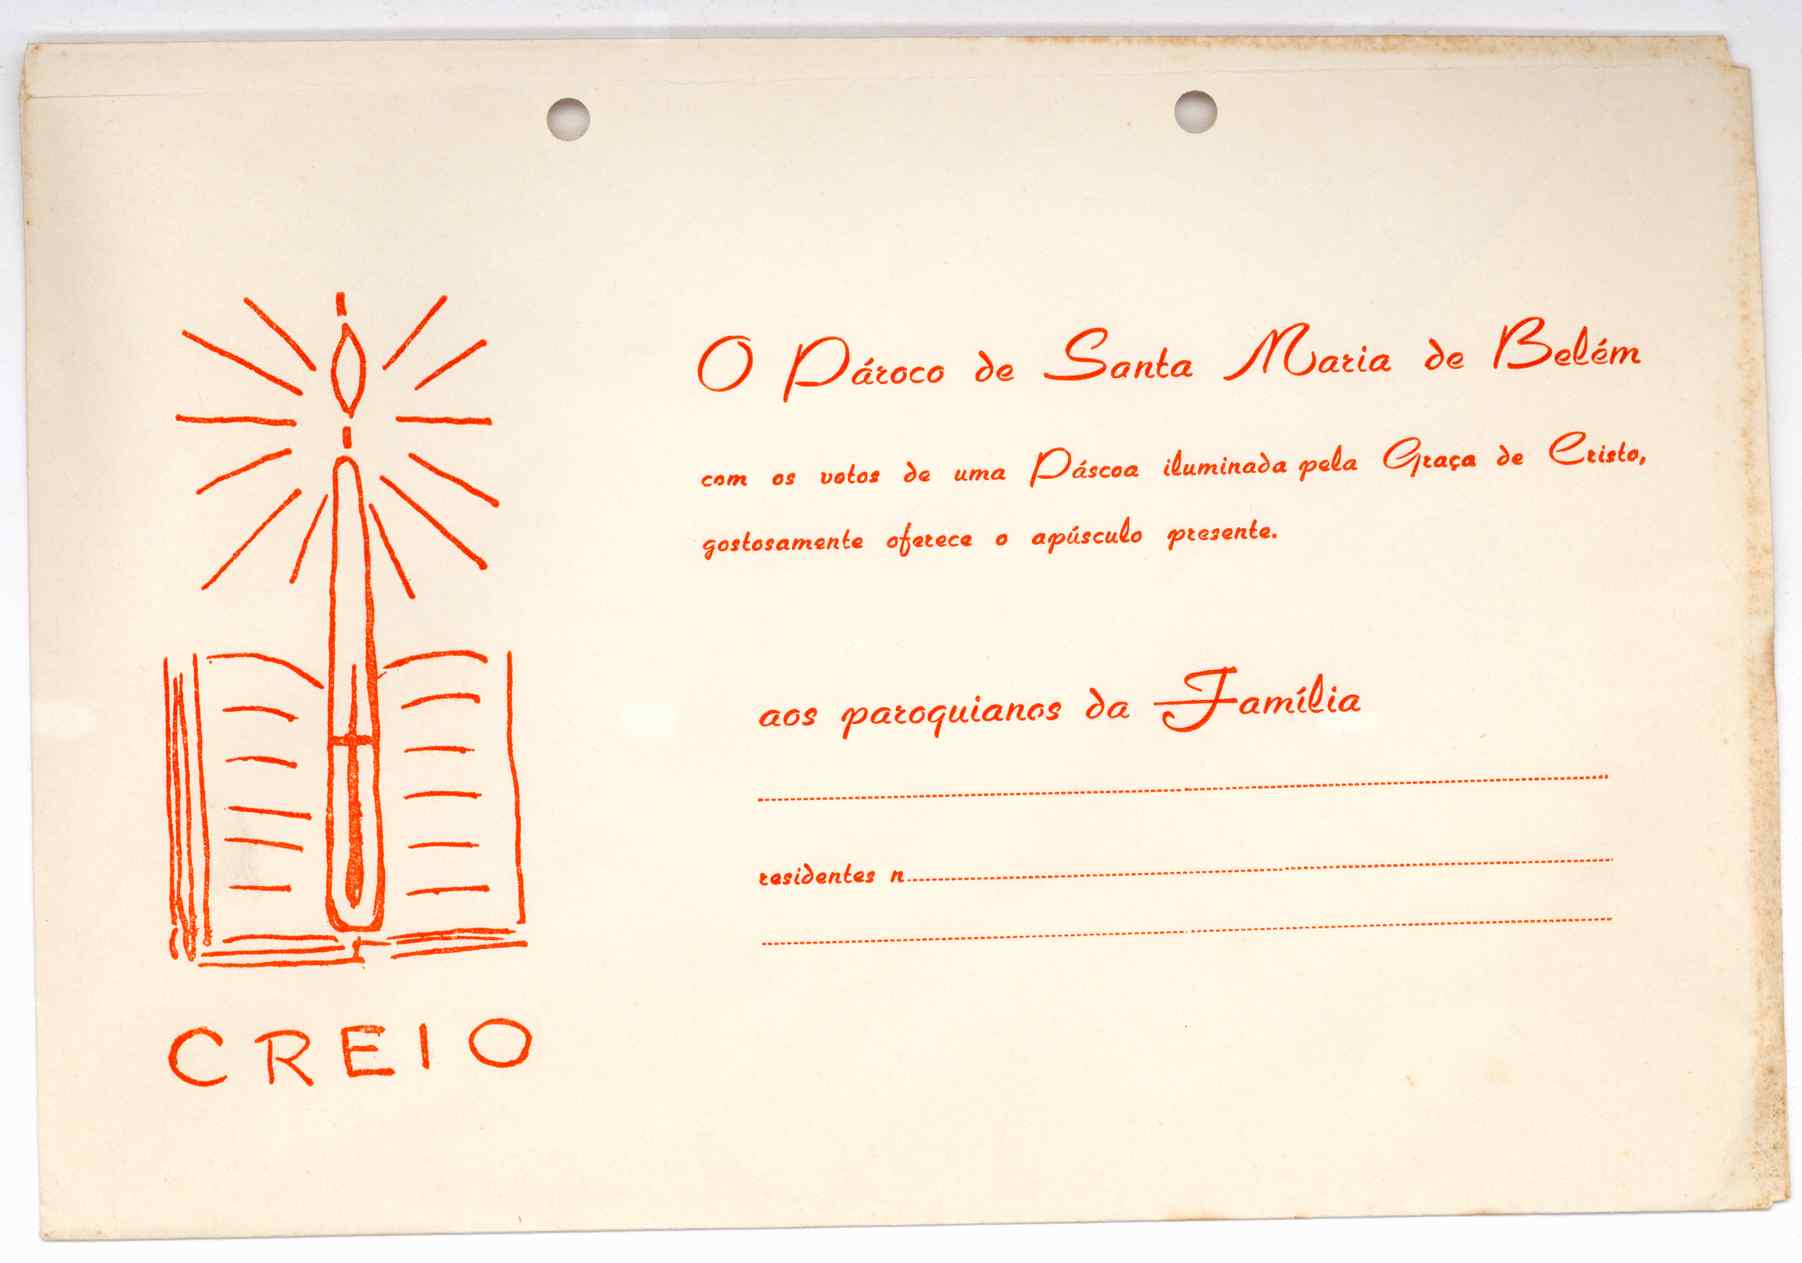 O Pároco de Santa Maria de Belém
com os votos de uma Páscoa iluminada pela Graça de Cristo,
gostosamente oferece o apúsculo presente.
aos paroquianos da Família
residentes n
CREIO